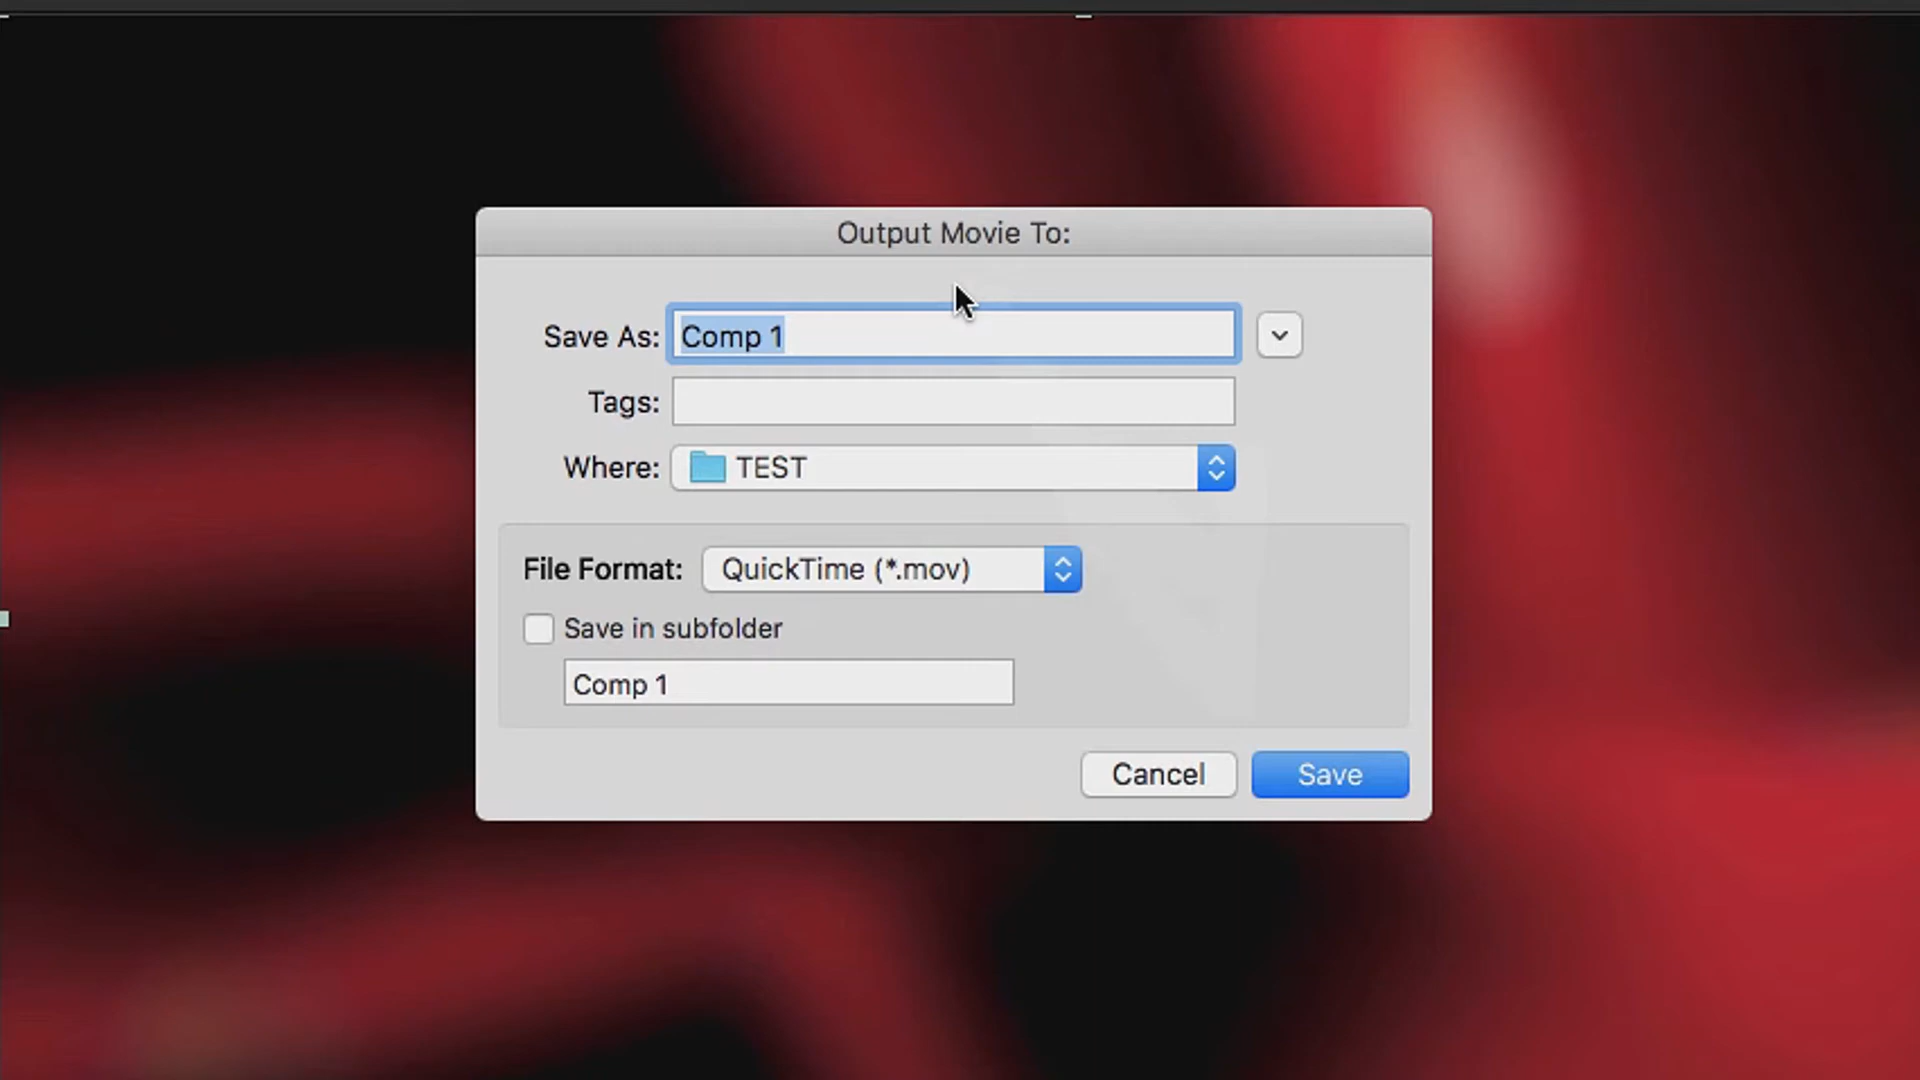 Output Movie To:
Save As: Comp 1
Tags:
Where: TEST
File Format: QuickTime (*.mov)
Save in subfolder
Comp 1
Cancel Save